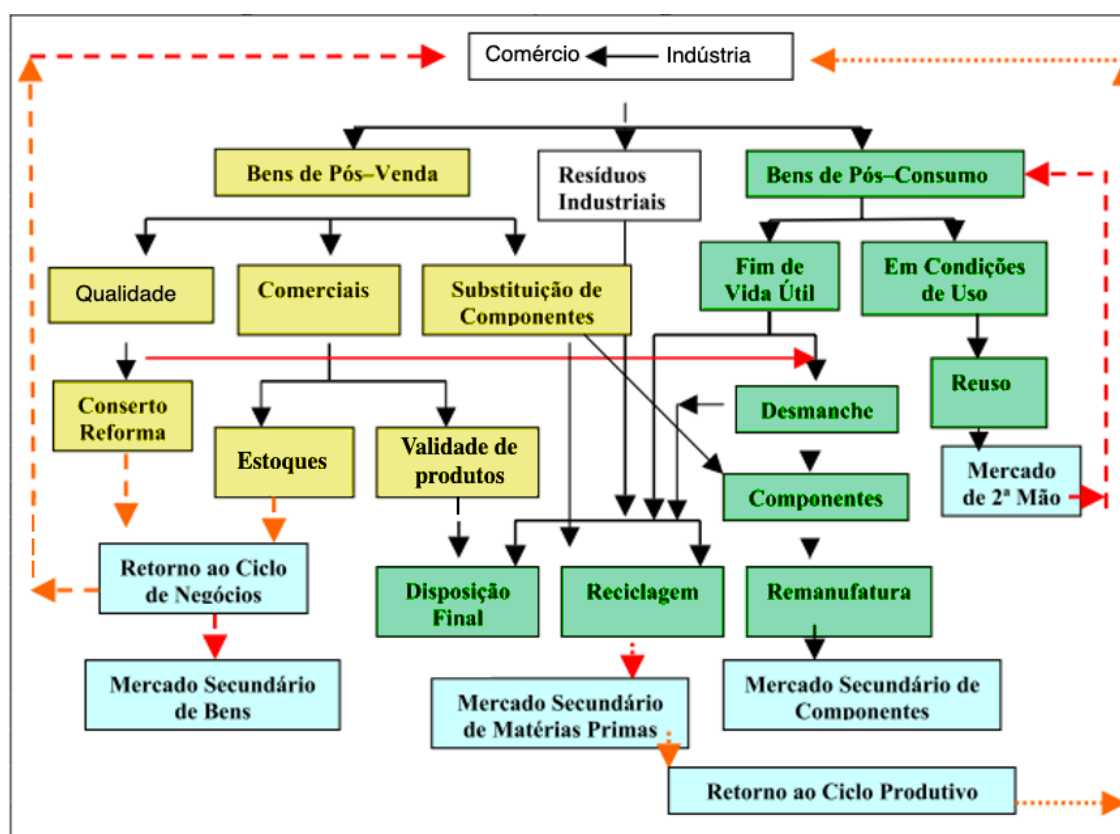 Comércio Indústria
Bens de Pós–Venda
Resíduos
Industriais
Bens de Pós–Consumo
Qualidade
Comerciais
Substituição de
Componentes
Fim de
Vida Útil
Em Condições
de Uso
Conserto
Reforma
Estoques
Validade de
produtos
Desmanche
Reuso
Componentes
Mercado
de 2ª Mão
Retorno ao Ciclo
de Negócios
Disposição
Final
Reciclagem
Remanufatura
Mercado Secundário
de Bens
Mercado Secundário
de Matérias Primas
Mercado Secundário de
Componentes
Retorno ao Ciclo Produtivo